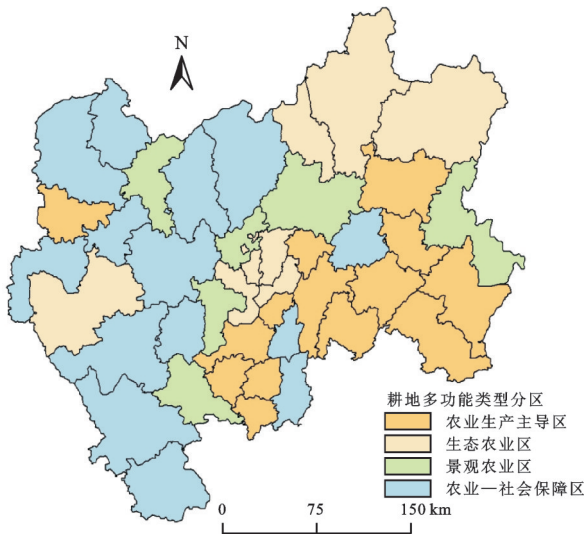 N
耕地多功能类型分区
农业生产主导区
生态农业区
景观农业区
农业—社会保障区
0 75 150 km